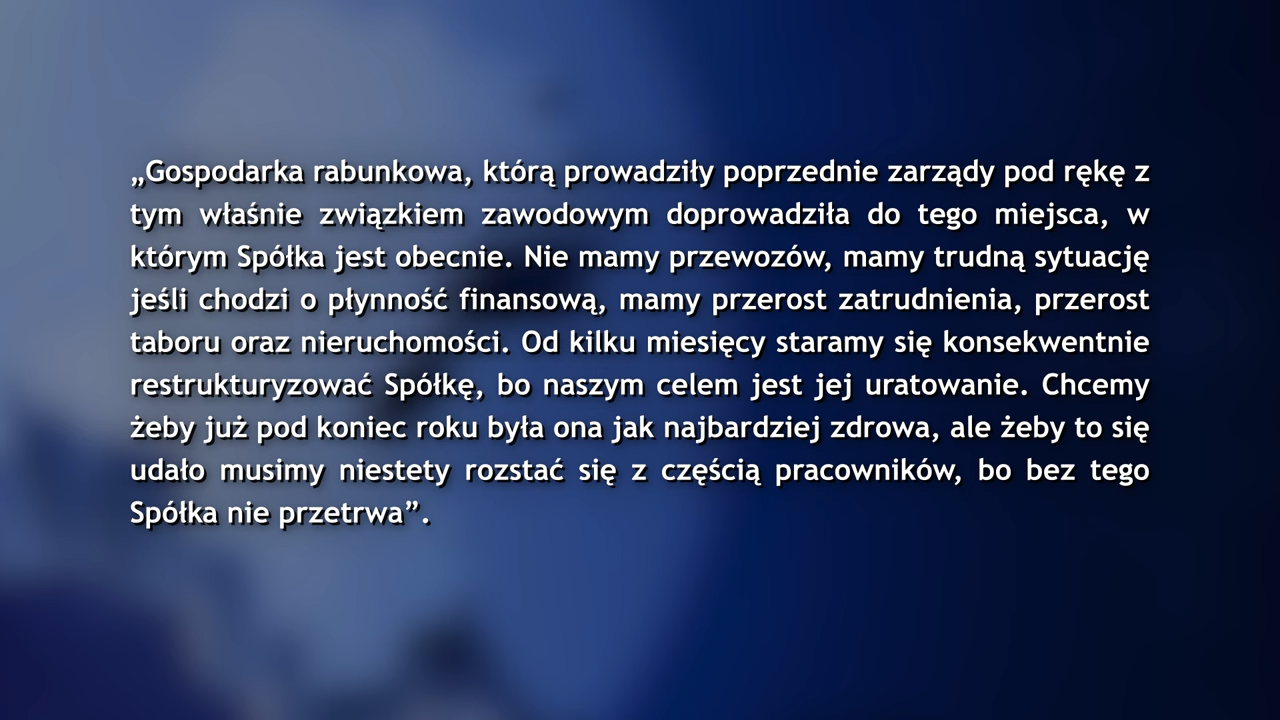 „Gospodarka rabunkowa, którą prowadziły poprzednie zarządy pod rękę z
tym właśnie związkiem zawodowym doprowadziła do tego miejsca, w
którym Spółka jest obecnie. Nie mamy przewozów, mamy trudną sytuację
jeśli chodzi o płynność finansową, mamy przerost zatrudnienia, przerost
taboru oraz nieruchomości. Od kilku miesięcy staramy się konsekwentnie
restrukturyzować Spółkę, bo naszym celem jest jej uratowanie. Chcemy
żeby już pod koniec roku była ona jak najbardziej zdrowa, ale żeby to się
udało musimy niestety rozstać się z częścią pracowników, bo bez tego
Spółka nie przetrwa”.